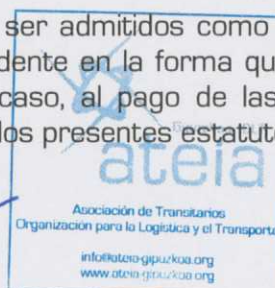 ser admitidos como
dente en la forma qu
caso, al pago de las
los presentes estatut
ateia
Asociación de Transitarios
Organización para la Logística y el Transporte
info@ateia-gipuzkoa.org
www.ateia-gipuzkoa.org